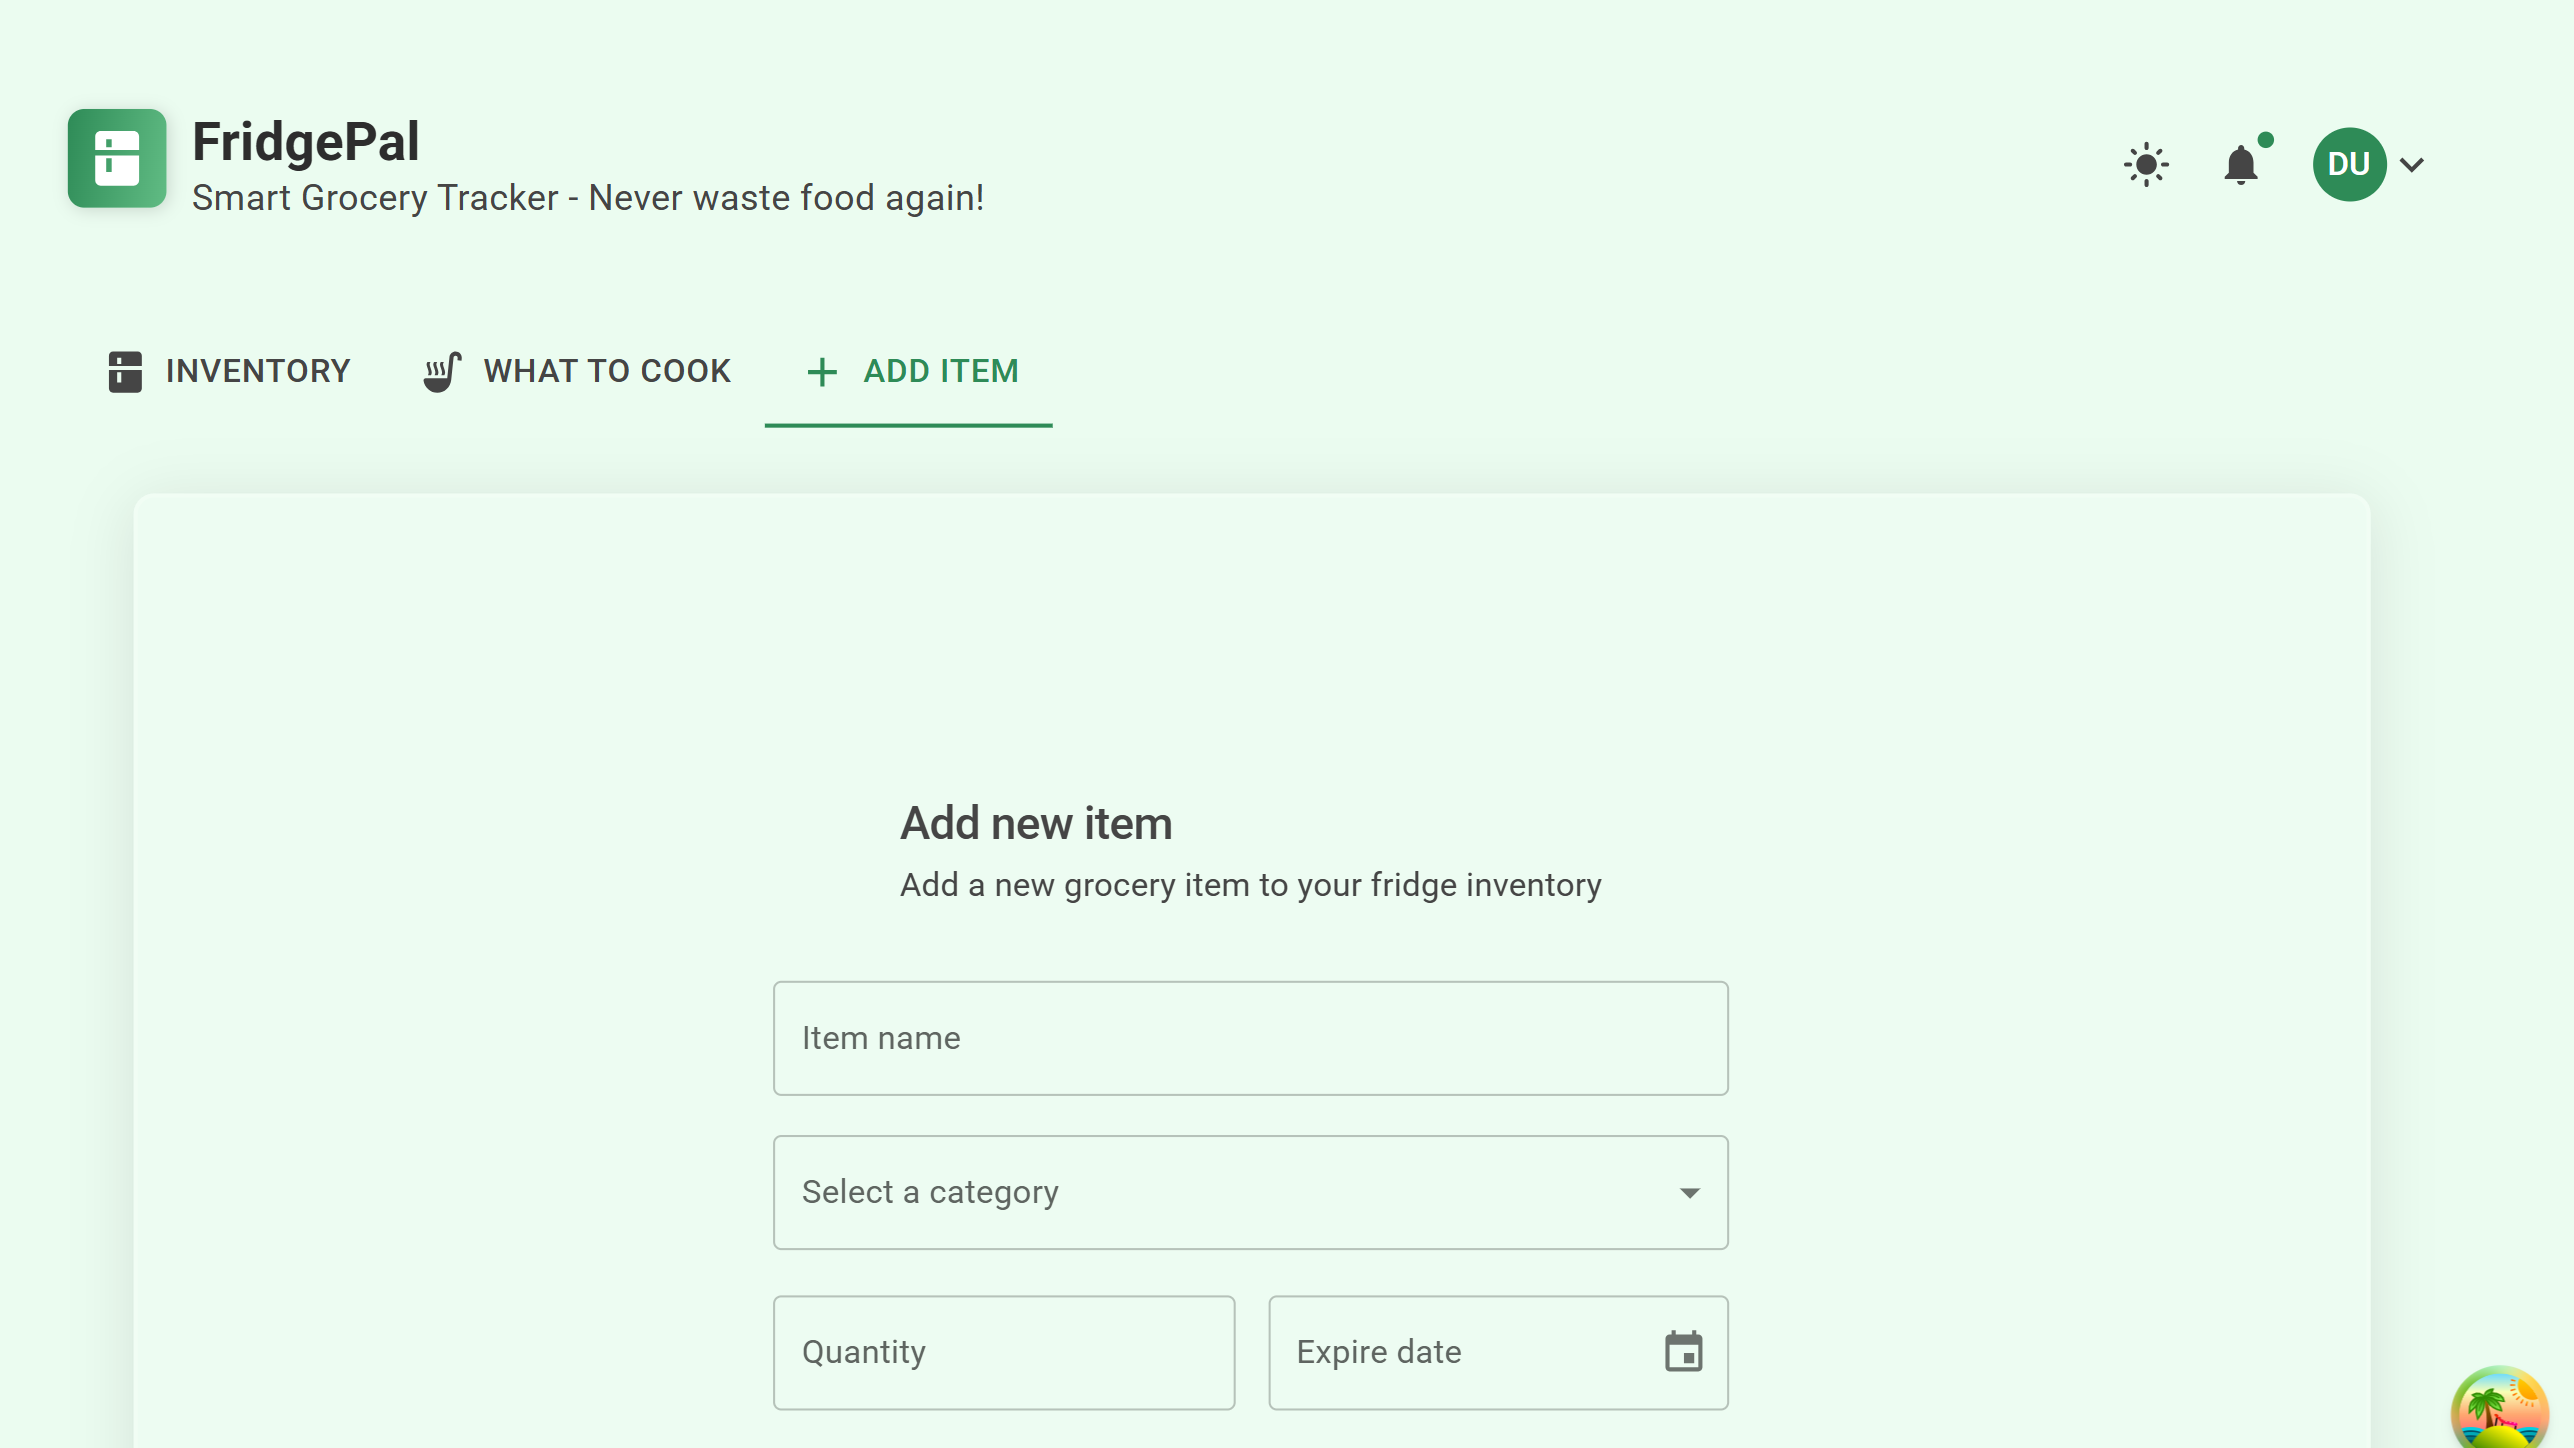 FridgePal
Smart Grocery Tracker - Never waste food again!
DU
INVENTORY
WHAT TO COOK
ADD ITEM
Add new item
Add a new grocery item to your fridge inventory
Item name
Select a category
Quantity
Expire date